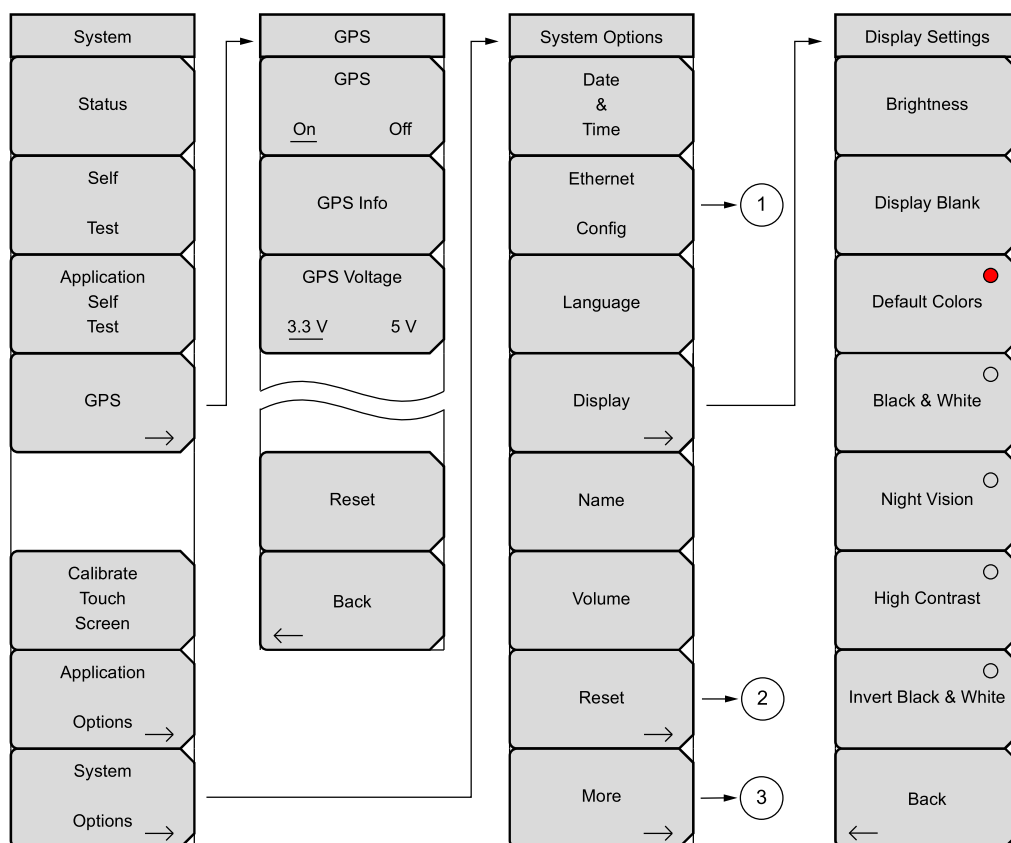 System
Status
Self
Test
Application
Self
Test
GPS
Calibrate
Touch
Screen
Application
Options
System
Options
GPS
GPS
On Off
GPS Info
GPS Voltage
3.3 V 5 V
Reset
Back
System Options
Date
&
Time
Ethernet
Config
Language
Display
Name
Volume
Reset
More
1
2
3
Display Settings
Brightness
Display Blank
Default Colors
Black & White
Night Vision
High Contrast
Invert Black & White
Back